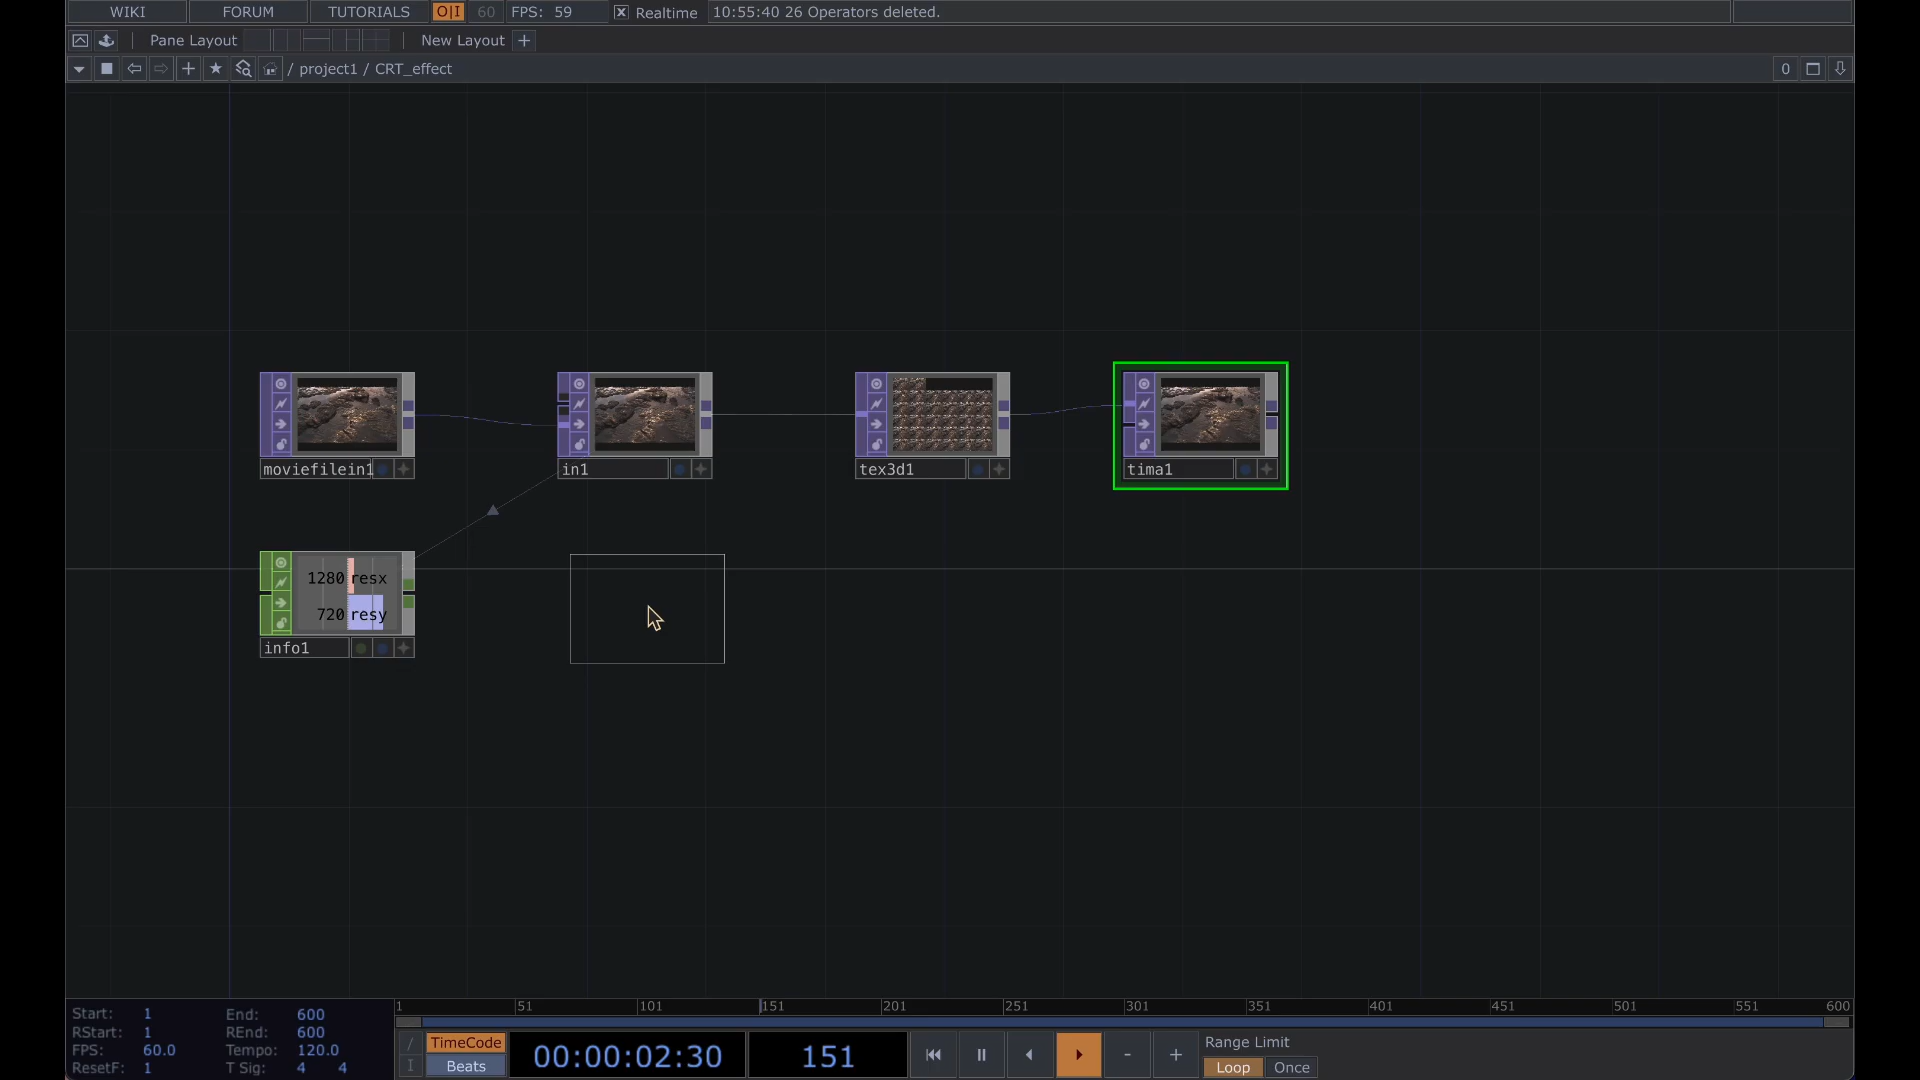 WIKI FORUM TUTORIALS O|I 60 FPS: 59 Realtime 10:55:40 26 Operators deleted.
Pane Layout New Layout +
/ project1 / CRT_effect 0
moviefilein1 in1 tex3d1 tima1
1280 resx
720 resy
info1
1 51 101 151 201 251 301 351 401 451 501 551 600
Start: 1 End: 600
RStart: 1 REnd: 600
FPS: 60.0 Tempo: 120.0
ResetF: 1 T Sig: 4 4
/ TimeCode 00:00:02:30 151 - + Range Limit
I Beats Loop Once